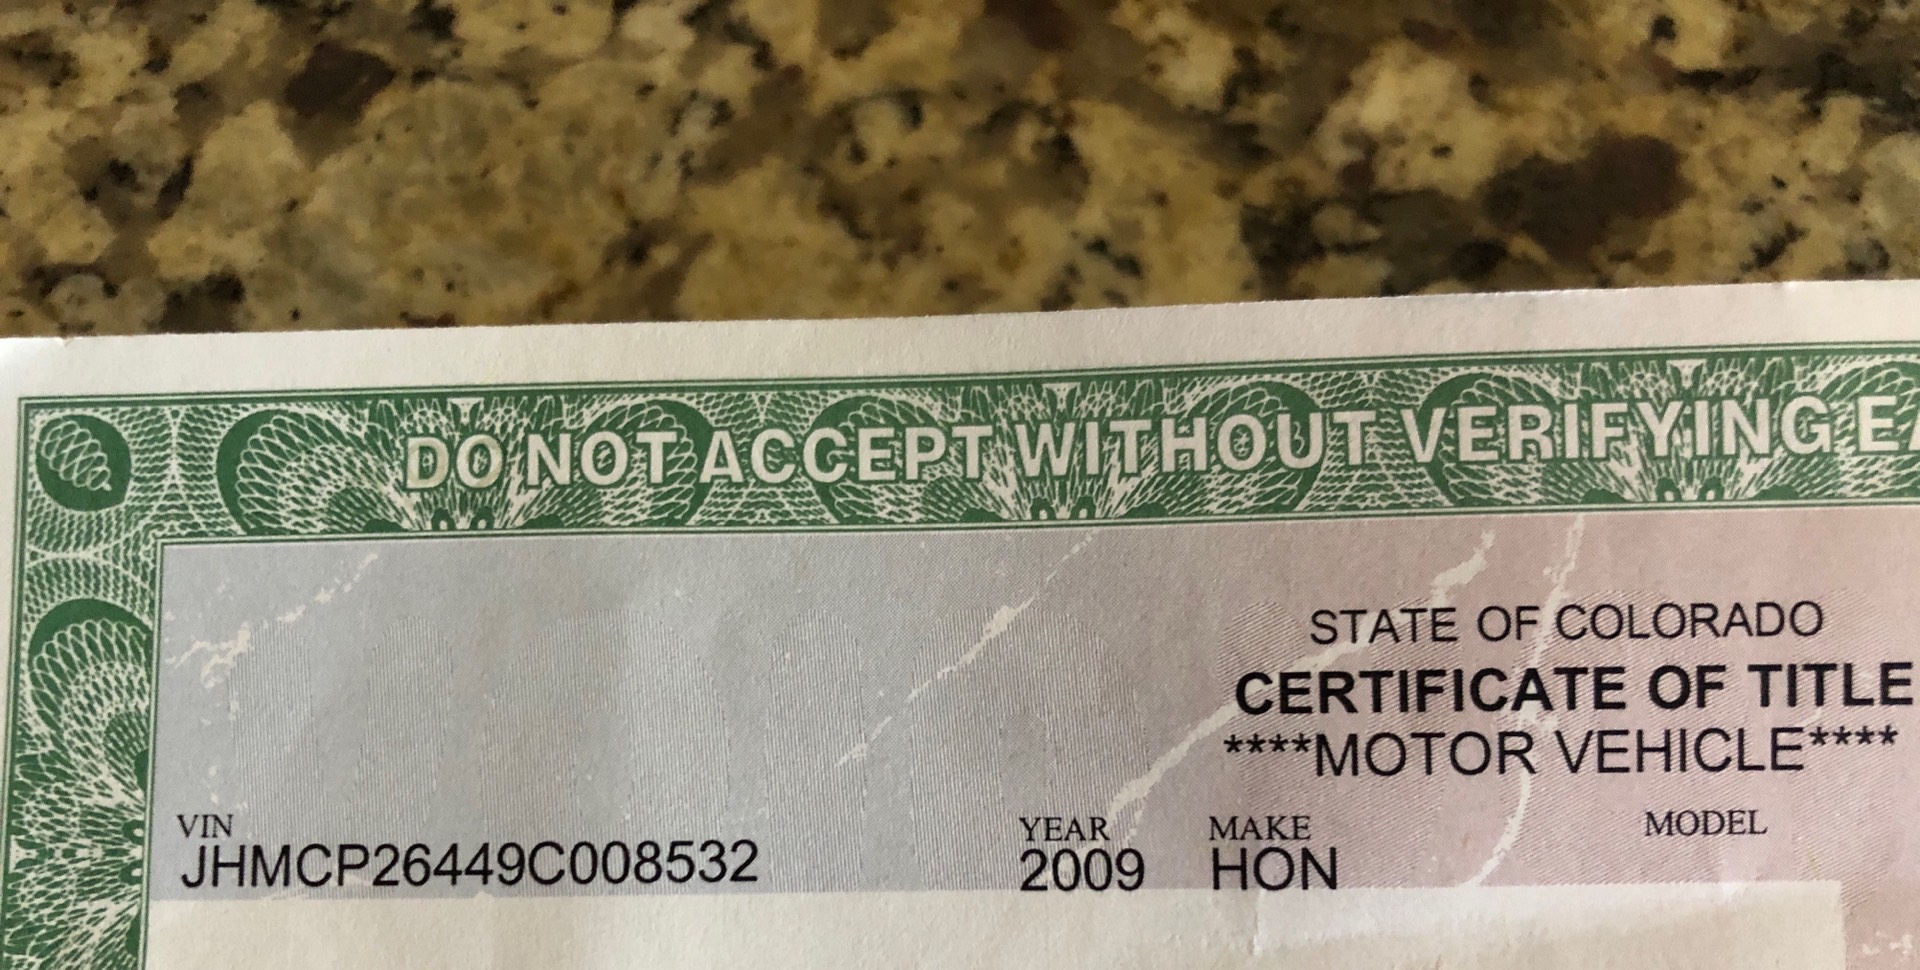 DO NOT ACCEPT WITHOUT VERIFYING
STATE OF COLORADO
CERTIFICATE OF TITLE
****MOTOR VEHICLE****
VIN YEAR MAKE MODEL
JHMCP26449C008532 2009 HON